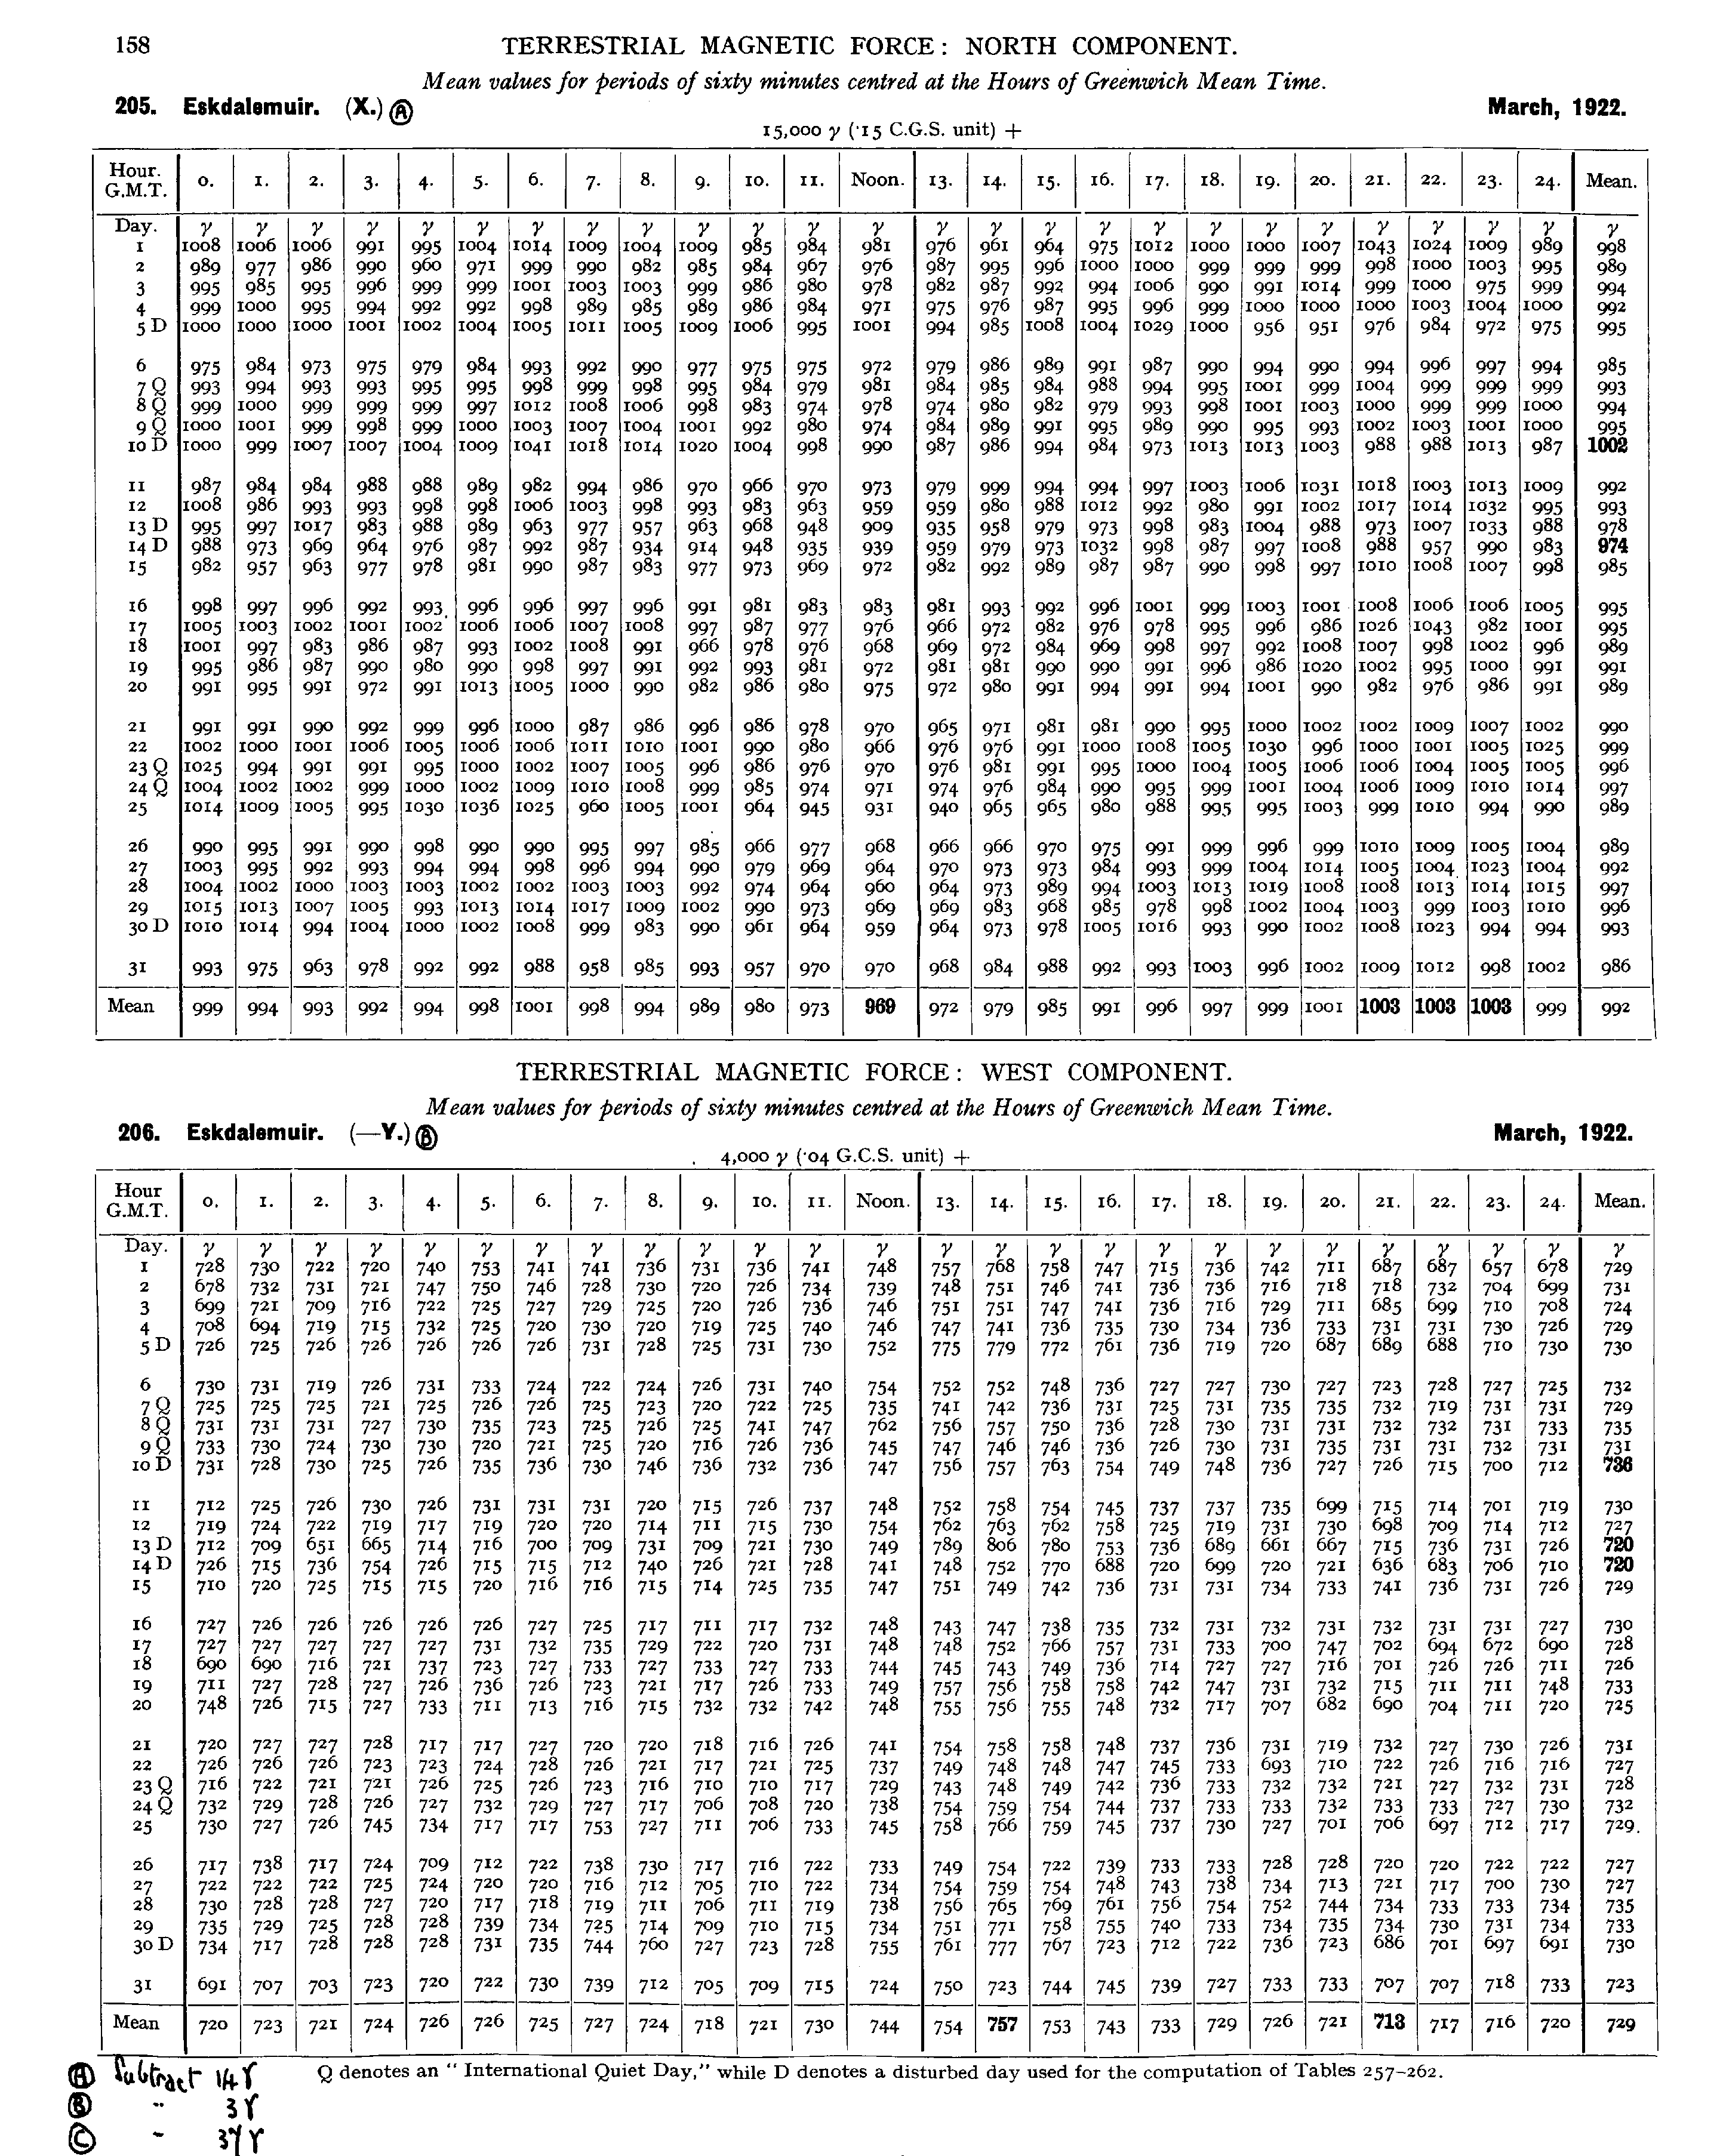 158
TERRESTRIAL MAGNETIC FORCE: NORTH COMPONENT.
Mean values for periods of sixty minutes centred at the Hours of Greenwich Mean Time.
205. Eskdalemuir. (X.) Ⓐ March, 1922.
15,000 γ (·15 C.G.S. unit) +
Hour. G.M.T. 0. 1. 2. 3. 4. 5. 6. 7. 8. 9. 10. 11. Noon. 13. 14. 15. 16. 17. 18. 19. 20. 21. 22. 23. 24. Mean.
Day. γ γ γ γ γ γ γ γ γ γ γ γ γ γ γ γ γ γ γ γ γ γ γ γ γ γ
1 1008 1006 1006 991 995 1004 1014 1009 1004 1009 985 984 981 976 961 964 975 1012 1000 1000 1007 1043 1024 1009 989 998
2 989 977 986 990 960 971 999 990 982 985 984 967 976 987 995 996 1000 1000 999 999 999 998 1000 1003 995 989
3 995 985 995 996 999 999 1001 1003 1003 999 986 980 978 982 987 992 994 1006 990 991 1014 999 1000 975 999 994
4 999 1000 995 994 992 992 998 989 985 989 986 984 971 975 976 987 995 996 999 1000 1000 1000 1003 1004 1000 992
5 D 1000 1000 1000 1001 1002 1004 1005 1011 1005 1009 1006 995 1001 994 985 1008 1004 1029 1000 956 951 976 984 972 975 995
6 975 984 973 975 979 984 993 992 990 977 975 975 972 979 986 989 991 987 990 994 990 994 996 997 994 985
7 Q 993 994 993 993 995 995 998 999 998 995 984 979 981 984 985 984 988 994 995 1001 999 1004 999 999 999 993
8 Q 999 1000 999 999 999 997 1012 1008 1006 998 983 974 978 974 980 982 979 993 998 1001 1003 1000 999 999 1000 994
9 Q 1000 1001 999 998 999 1000 1003 1007 1004 1001 992 980 974 984 989 991 995 989 990 995 993 1002 1003 1001 1000 995
10 D 1000 999 1007 1007 1004 1009 1041 1018 1014 1020 1004 998 990 987 986 994 984 973 1013 1013 1003 988 988 1013 987 1002
11 987 984 984 988 988 989 982 994 986 970 966 970 973 979 999 994 994 997 1003 1006 1031 1018 1003 1013 1009 992
12 1008 986 993 993 998 998 1006 1003 998 993 983 963 959 959 980 988 1012 992 980 991 1002 1017 1014 1032 995 993
13 D 995 997 1017 983 988 989 963 977 957 963 968 948 909 935 958 979 973 998 983 1004 988 973 1007 1033 988 978
14 D 988 973 969 964 976 987 992 987 934 914 948 935 939 959 979 973 1032 998 987 997 1008 988 957 990 983 974
15 982 957 963 977 978 981 990 987 983 977 973 969 972 982 992 989 987 987 990 998 997 1010 1008 1007 998 985
16 998 997 996 992 993 996 996 997 996 991 981 983 983 981 993 992 996 1001 999 1003 1001 1008 1006 1006 1005 995
17 1005 1003 1002 1001 1002 1006 1006 1007 1008 997 987 977 976 966 972 982 976 978 995 996 986 1026 1043 982 1001 995
18 1001 997 983 986 987 993 1002 1008 991 966 978 976 968 969 972 984 969 998 997 992 1008 1007 998 1002 996 989
19 995 986 987 990 980 990 998 997 991 992 993 981 972 981 981 990 990 991 996 986 1020 1002 995 1000 991 991
20 991 995 991 972 991 1013 1005 1000 990 982 986 980 975 972 980 991 994 991 994 1001 990 982 976 986 991 989
21 991 991 990 992 999 996 1000 987 986 996 986 978 970 965 971 981 981 990 995 1000 1002 1002 1009 1007 1002 990
22 1002 1000 1001 1006 1005 1006 1006 1011 1010 1001 990 980 966 976 976 991 1000 1008 1005 1030 996 1000 1001 1005 1025 999
23 Q 1025 994 991 991 995 1000 1002 1007 1005 996 986 976 970 976 981 991 995 1000 1004 1005 1006 1006 1004 1005 1005 996
24 Q 1004 1002 1002 999 1000 1002 1009 1010 1008 999 985 974 971 974 976 984 990 995 999 1001 1004 1006 1009 1010 1014 997
25 1014 1009 1005 995 1030 1036 1025 960 1005 1001 964 945 931 940 965 965 980 988 995 995 1003 999 1010 994 990 989
26 990 995 991 990 998 990 990 995 997 985 966 977 968 966 966 970 975 991 999 996 999 1010 1009 1005 1004 989
27 1003 995 992 993 994 994 998 996 994 990 979 969 964 970 973 973 984 993 999 1004 1014 1005 1004 1023 1004 992
28 1004 1002 1000 1003 1003 1002 1002 1003 1003 992 974 964 960 964 973 989 994 1003 1013 1019 1008 1008 1013 1014 1015 997
29 1015 1013 1007 1005 993 1013 1014 1017 1009 1002 990 973 969 969 983 968 985 978 998 1002 1004 1003 999 1003 1010 996
30 D 1010 1014 994 1004 1000 1002 1008 999 983 990 961 964 959 964 973 978 1005 1016 993 990 1002 1008 1023 994 994 993
31 993 975 963 978 992 992 988 958 985 993 957 970 970 968 984 988 992 993 1003 996 1002 1009 1012 998 1002 986
Mean 999 994 993 992 994 998 1001 998 994 989 980 973 969 972 979 985 991 996 997 999 1001 1003 1003 1003 999 992
TERRESTRIAL MAGNETIC FORCE: WEST COMPONENT.
Mean values for periods of sixty minutes centred at the Hours of Greenwich Mean Time.
206. Eskdalemuir. (—Y.) Ⓑ March, 1922.
4,000 γ (·04 G.C.S. unit) +
Hour G.M.T. 0. 1. 2. 3. 4. 5. 6. 7. 8. 9. 10. 11. Noon. 13. 14. 15. 16. 17. 18. 19. 20. 21. 22. 23. 24. Mean.
Day. γ γ γ γ γ γ γ γ γ γ γ γ γ γ γ γ γ γ γ γ γ γ γ γ γ γ
1 728 730 722 720 740 753 741 741 736 731 736 741 748 757 768 758 747 715 736 742 711 687 687 657 678 729
2 678 732 731 721 747 750 746 728 730 720 726 734 739 748 751 746 741 736 736 716 718 718 732 704 699 731
3 699 721 709 716 722 725 727 729 725 720 726 736 746 751 751 747 741 736 716 729 711 685 699 710 708 724
4 708 694 719 715 732 725 720 730 720 719 725 740 746 747 741 736 735 730 734 736 733 731 731 730 726 729
5 D 726 725 726 726 726 726 726 731 728 725 731 730 752 775 779 772 761 736 719 720 687 689 688 710 730 730
6 730 731 719 726 731 733 724 722 724 726 731 740 754 752 752 748 736 727 727 730 727 723 728 727 725 732
7 Q 725 725 725 721 725 726 726 725 723 720 722 725 735 741 742 736 731 725 731 735 735 732 719 731 731 729
8 Q 731 731 731 727 730 735 723 725 726 725 741 747 762 756 757 750 736 728 730 731 731 732 732 731 733 735
9 Q 733 730 724 730 730 720 721 725 720 716 726 736 745 747 746 746 736 726 730 731 735 731 731 732 731 731
10 D 731 728 730 725 726 735 736 730 746 736 732 736 747 756 757 763 754 749 748 736 727 726 715 700 712 736
11 712 725 726 730 726 731 731 731 720 715 726 737 748 752 758 754 745 737 737 735 699 715 714 701 719 730
12 719 724 722 719 717 719 720 720 714 711 715 730 754 762 763 762 758 725 719 731 730 698 709 714 712 727
13 D 712 709 651 665 714 716 700 709 731 709 721 730 749 789 806 780 753 736 689 661 667 715 736 731 726 720
14 D 726 715 736 754 726 715 715 712 740 726 721 728 741 748 752 770 688 720 699 720 721 636 683 706 710 720
15 710 720 725 715 715 720 716 716 715 714 725 735 747 751 749 742 736 731 731 734 733 741 736 731 726 729
16 727 726 726 726 726 726 727 725 717 711 717 732 748 743 747 738 735 732 731 732 731 732 731 731 727 730
17 727 727 727 727 727 731 732 735 729 722 720 731 748 748 752 766 757 731 733 700 747 702 694 672 690 728
18 690 690 716 721 737 723 727 733 727 733 727 733 744 745 743 749 736 714 727 727 716 701 726 726 711 726
19 711 727 728 727 726 736 726 723 721 717 726 733 749 757 756 758 758 742 747 731 732 715 711 711 748 733
20 748 726 715 727 733 711 713 716 715 732 732 742 748 755 756 755 748 732 717 707 682 690 704 711 720 725
21 720 727 727 728 717 717 727 720 720 718 716 726 741 754 758 758 748 737 736 731 719 732 727 730 726 731
22 726 726 726 723 723 724 728 726 721 717 721 725 737 749 748 748 747 745 733 693 710 722 726 716 716 727
23 Q 716 722 721 721 726 725 726 723 716 710 710 717 729 743 748 749 742 736 733 732 732 721 727 732 731 728
24 Q 732 729 728 726 727 732 729 727 717 706 708 720 738 754 759 754 744 737 733 733 732 733 733 727 730 732
25 730 727 726 745 734 717 717 753 727 711 706 733 745 758 766 759 745 737 730 727 701 706 697 712 717 729.
26 717 738 717 724 709 712 722 738 730 717 716 722 733 749 754 722 739 733 733 728 728 720 720 722 722 727
27 722 722 722 725 724 720 720 716 712 705 710 722 734 754 759 754 748 743 738 734 713 721 717 700 730 727
28 730 728 728 727 720 717 718 719 711 706 711 719 738 756 765 769 761 756 754 752 744 734 733 733 734 735
29 735 729 725 728 728 739 734 725 714 709 710 715 734 751 771 758 755 740 733 734 735 734 730 731 734 733
30 D 734 717 728 728 728 731 735 744 760 727 723 728 755 761 777 767 723 712 722 736 723 686 701 697 691 730
31 691 707 703 723 720 722 730 739 712 705 709 715 724 750 723 744 745 739 727 733 733 707 707 718 733 723
Mean 720 723 721 724 726 726 725 727 724 718 721 730 744 754 757 753 743 733 729 726 721 713 717 716 720 729
Q denotes an “ International Quiet Day,” while D denotes a disturbed day used for the computation of Tables 257–262.
Ⓐ Subtract 14γ
Ⓑ " 3γ
Ⓒ " 37γ